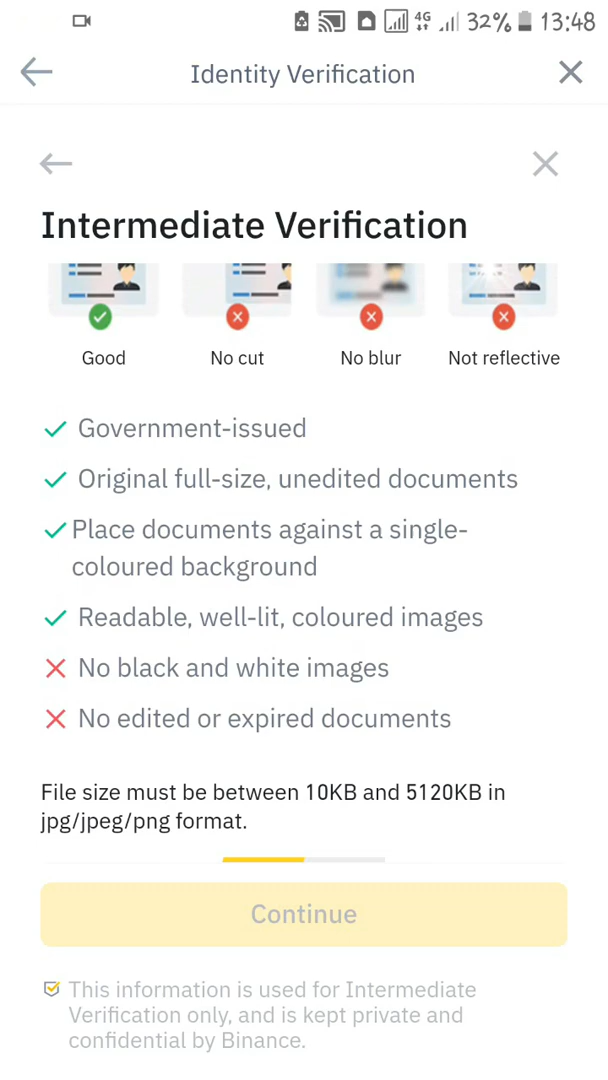 4G 32% 13:48
Identity Verification
Intermediate Verification
Good No cut No blur Not reflective
Government-issued
Original full-size, unedited documents
Place documents against a single-
coloured background
Readable, well-lit, coloured images
No black and white images
No edited or expired documents
File size must be between 10KB and 5120KB in
jpg/jpeg/png format.
Continue
This information is used for Intermediate
Verification only, and is kept private and
confidential by Binance.